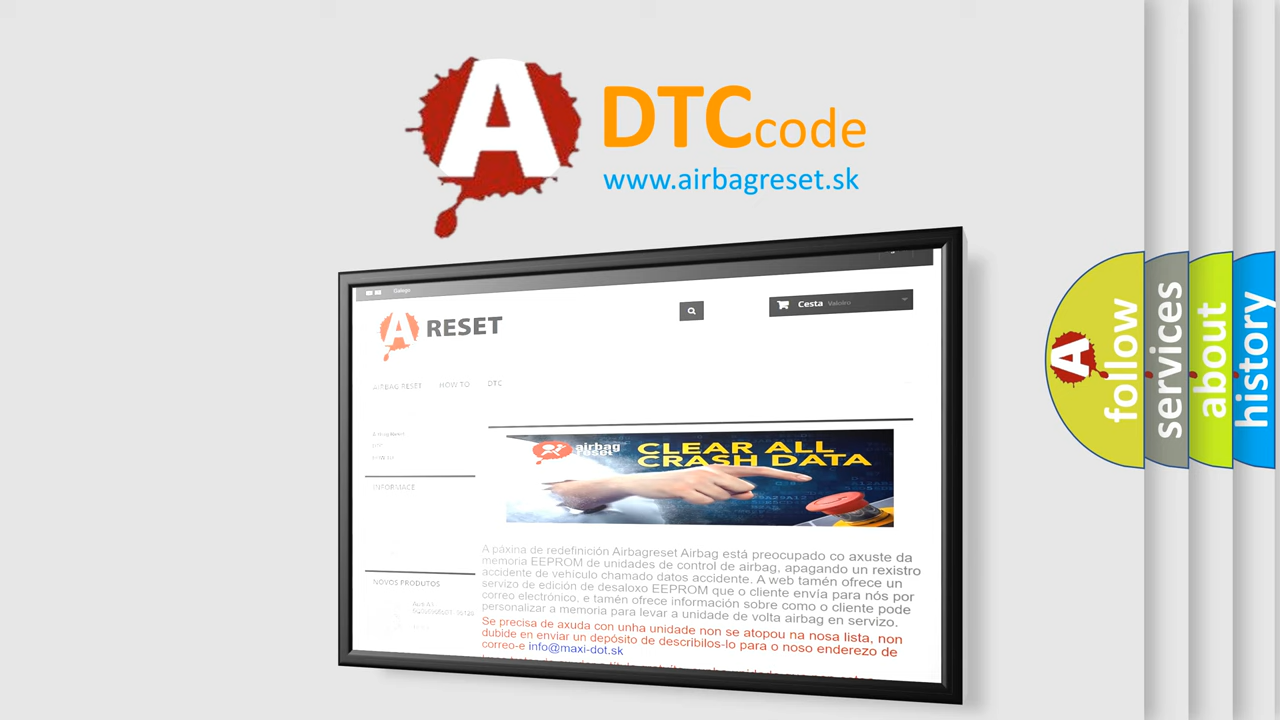 A
DTC code
www.airbagreset.sk
Galego
A RESET
Cesta Valeiro
AIRBAG RESET HOW TO DTC
INFORMACE
NOVOS PRODUTOS
airbag
reset
CLEAR ALL
CRASH DATA
A páxina de redefinición Airbagreset Airbag está preocupado co axuste da
memoria EEPROM de unidades de control de airbag, apagando un rexistro
accidente de vehículo chamado datos accidente. A web tamén ofrece un
servizo de edición de desaloxo EEPROM que o cliente envía para nós por
correo electrónico, e tamén ofrece información sobre como o cliente pode
personalizar a memoria para levar a unidade de volta airbag en servizo.
Se precisa de axuda con unha unidade non se atopou na nosa lista, non
dubide en enviar un depósito de describilos-lo para o noso enderezo de
correo-e info@maxi-dot.sk
A
follow
services
about
history